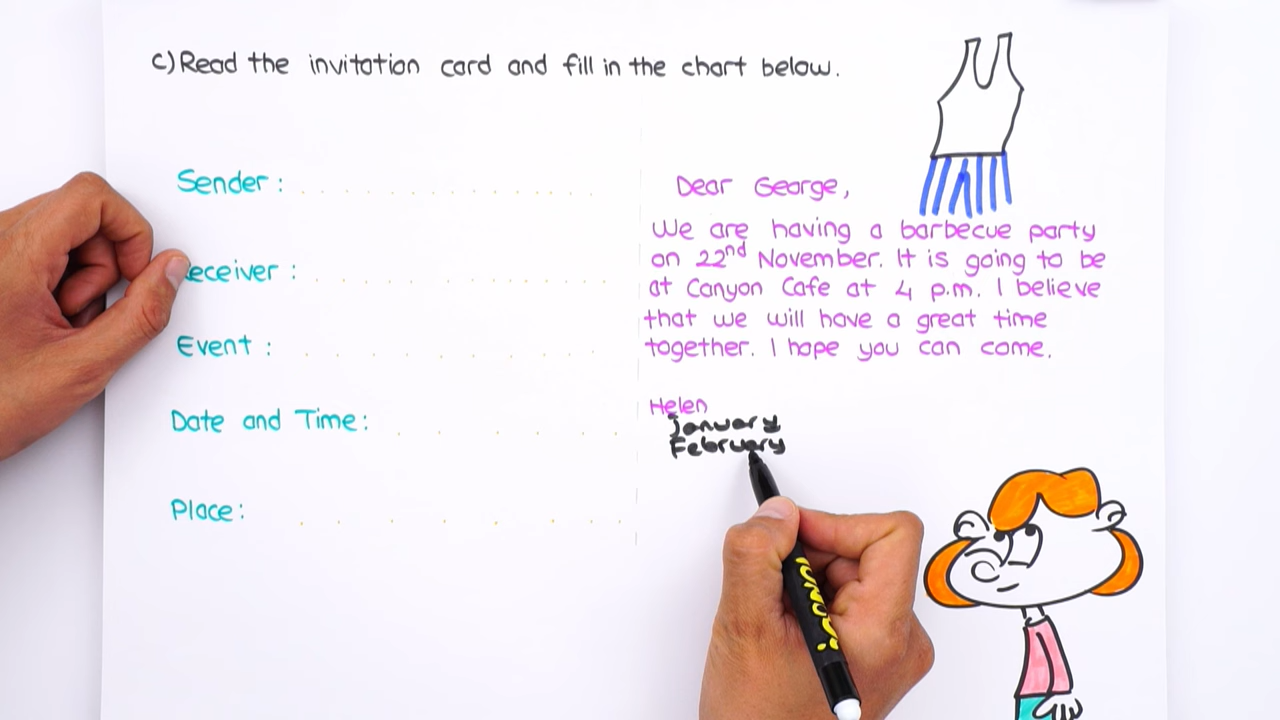 c) Read the invitation card and fill in the chart below.
Sender :
eceiver :
Event :
Date and Time :
Place :
Dear George,
We are having a barbecue party
on 22nd November. It is going to be
at Canyon Cafe at 4 p.m. I believe
that we will have a great time
together. I hope you can come.
Helen
January
February